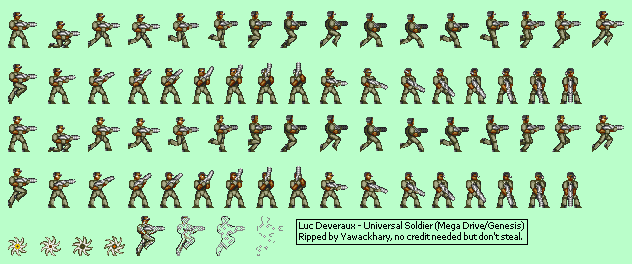 Luc Deveraux - Universal Soldier (Mega Drive/Genesis)
Ripped by Yawackhary, no credit needed but don't steal.